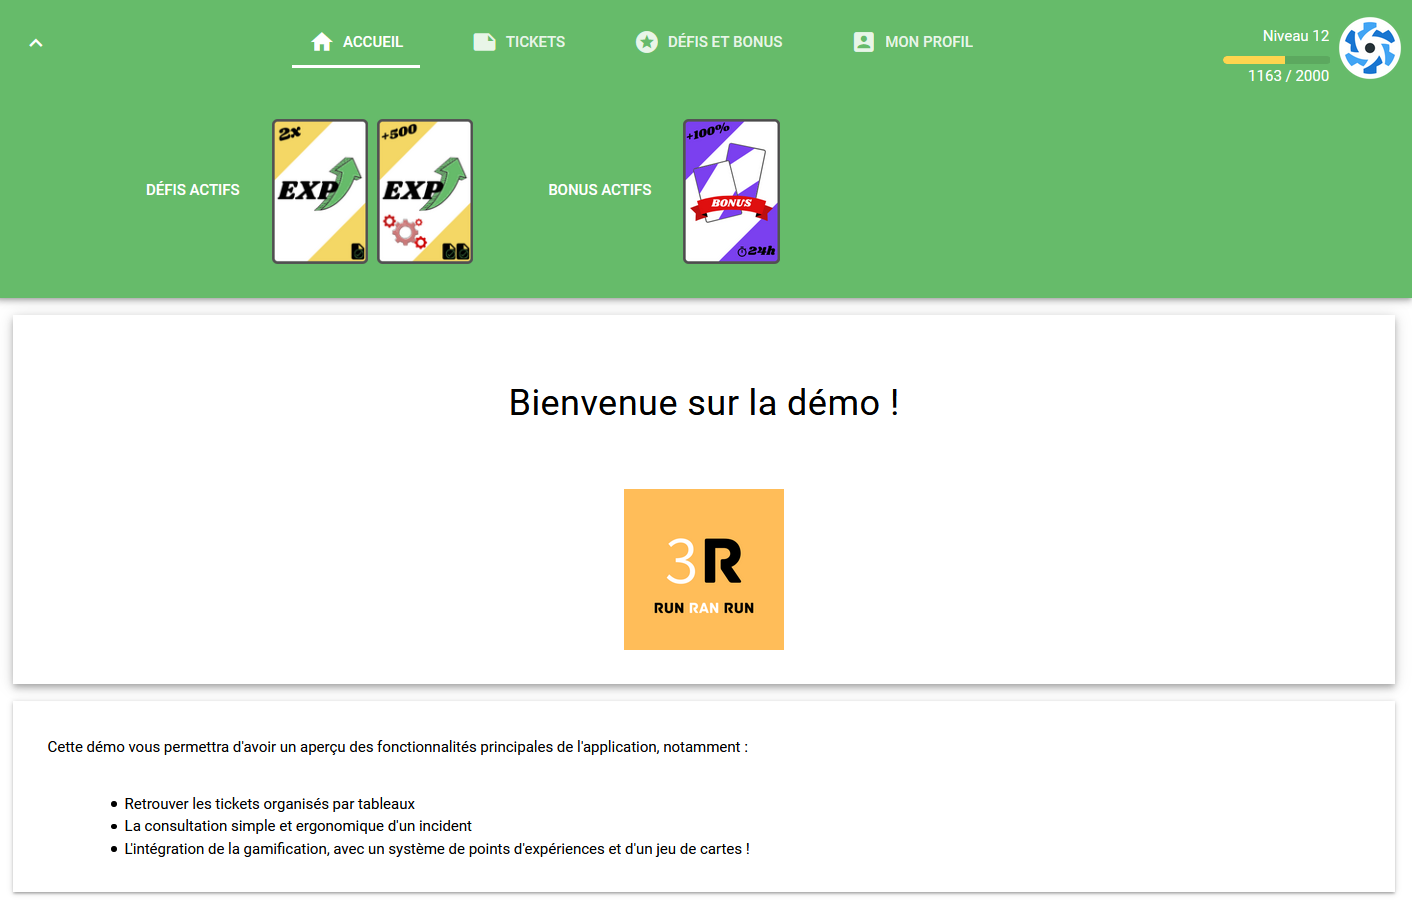 ACCUEIL
TICKETS
DÉFIS ET BONUS
MON PROFIL
Niveau 12
1163 / 2000
DÉFIS ACTIFS
2x
EXP
+500
EXP
BONUS ACTIFS
+100%
BONUS
24h
Bienvenue sur la démo !
3R
RUN RAN RUN
Cette démo vous permettra d'avoir un aperçu des fonctionnalités principales de l'application, notamment :
Retrouver les tickets organisés par tableaux
La consultation simple et ergonomique d'un incident
L'intégration de la gamification, avec un système de points d'expériences et d'un jeu de cartes !